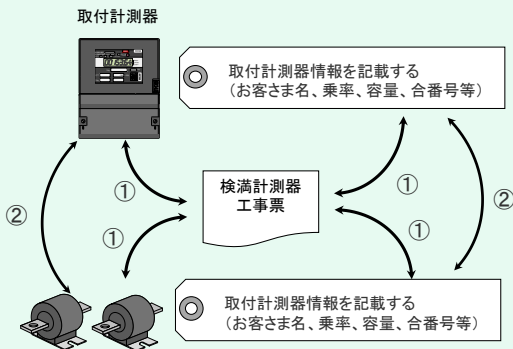 取付計測器
取付計測器情報を記載する
(お客さま名、乗率、容量、合番号等)
①
①
②
検満計測器
工事票
②
①
①
取付計測器情報を記載する
(お客さま名、乗率、容量、合番号等)